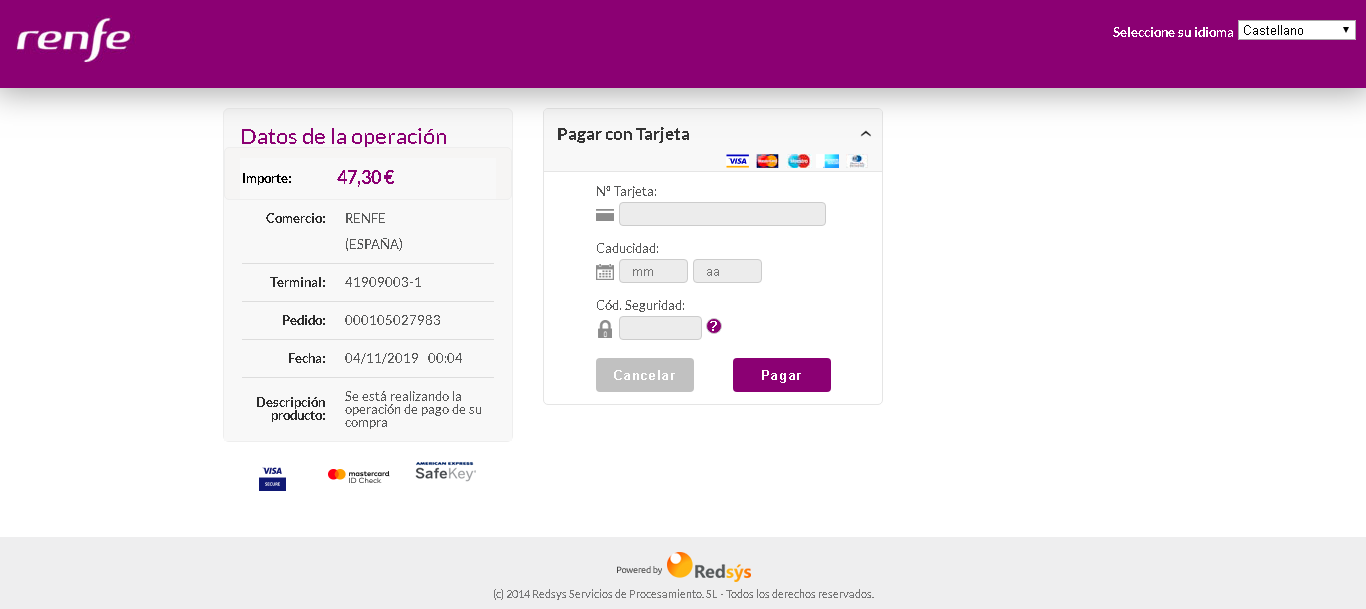 renfe
Seleccione su idioma Castellano
Datos de la operación
Importe: 47,30 €
Comercio: RENFE
(ESPAÑA)
Terminal: 41909003-1
Pedido: 000105027983
Fecha: 04/11/2019 00:04
Descripción producto: Se está realizando la
operación de pago de su
compra
VISA
SECURE
mastercard
ID Check
AMERICAN EXPRESS
SafeKey
Pagar con Tarjeta
VISA MasterCard Maestro
Nº Tarjeta:
Caducidad:
mm aa
Cód. Seguridad:
?
Cancelar Pagar
Powered by Redsýs
(c) 2014 Redsys Servicios de Procesamiento. SL - Todos los derechos reservados.